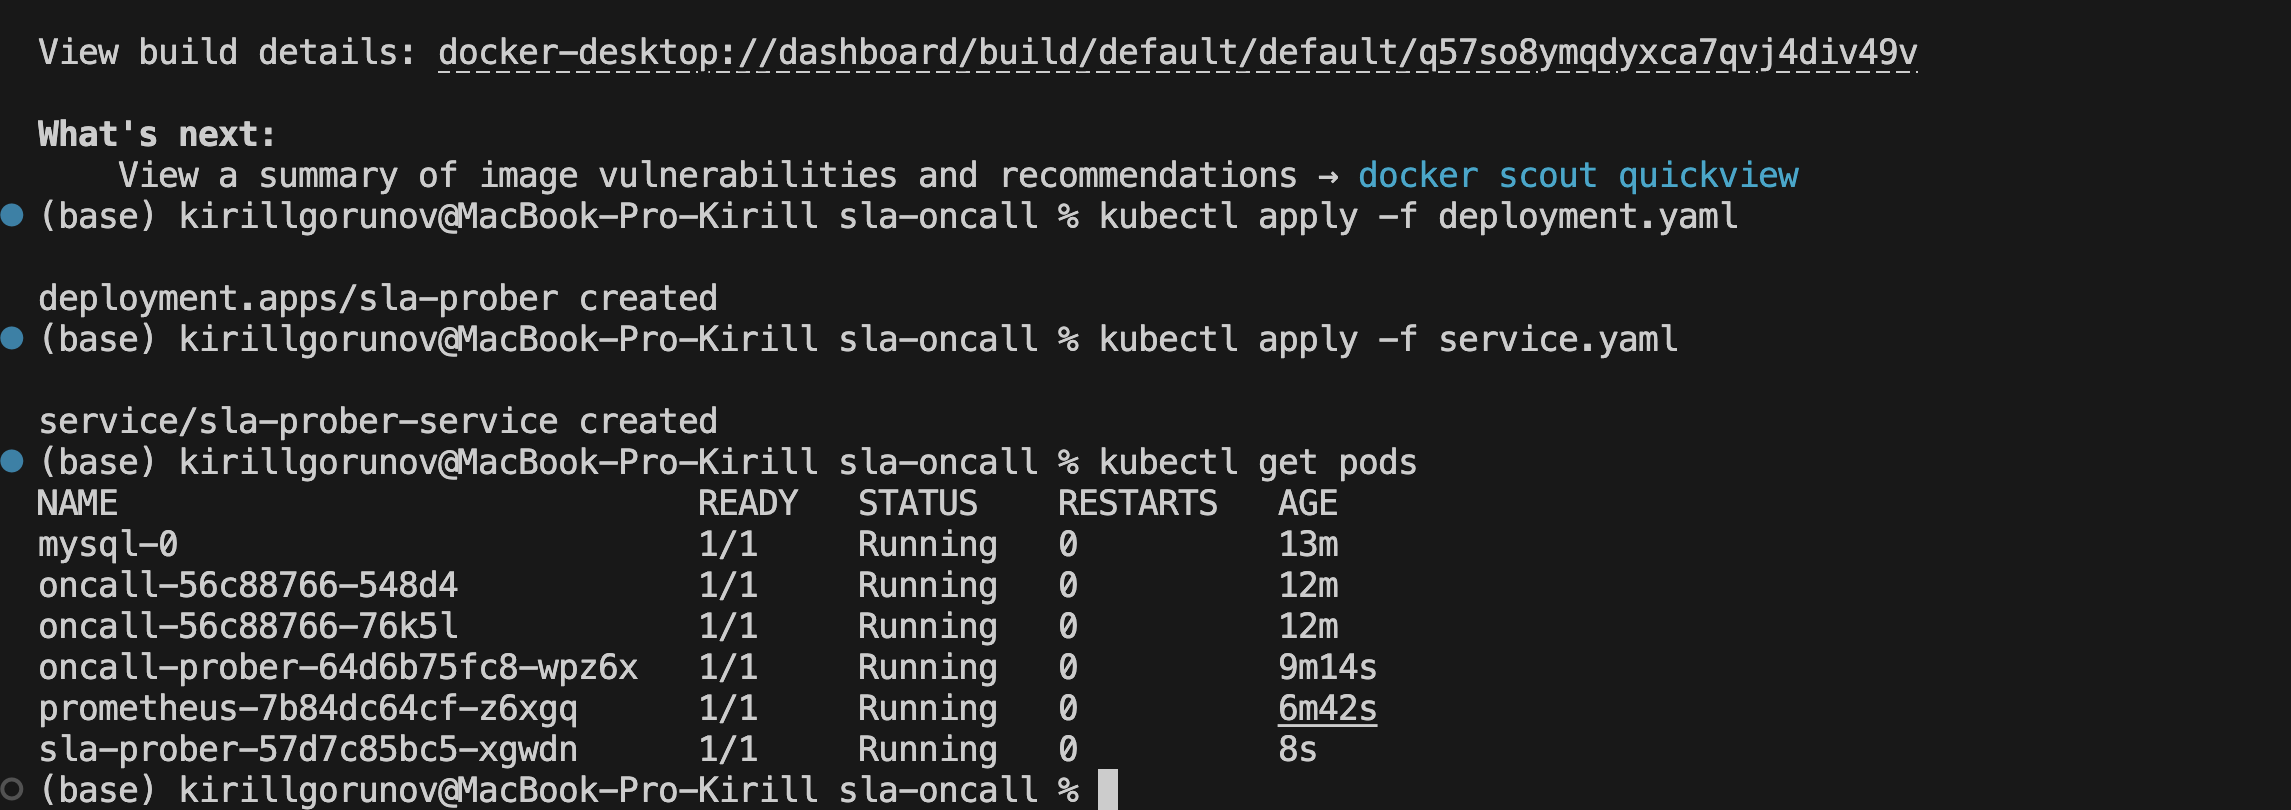 View build details: docker-desktop://dashboard/build/default/default/q57so8ymqdyxca7qvj4div49v
What's next:
View a summary of image vulnerabilities and recommendations → docker scout quickview
(base) kirillgorunov@MacBook-Pro-Kirill sla-oncall % kubectl apply -f deployment.yaml
deployment.apps/sla-prober created
(base) kirillgorunov@MacBook-Pro-Kirill sla-oncall % kubectl apply -f service.yaml
service/sla-prober-service created
(base) kirillgorunov@MacBook-Pro-Kirill sla-oncall % kubectl get pods
NAME READY STATUS RESTARTS AGE
mysql-0 1/1 Running 0 13m
oncall-56c88766-548d4 1/1 Running 0 12m
oncall-56c88766-76k5l 1/1 Running 0 12m
oncall-prober-64d6b75fc8-wpz6x 1/1 Running 0 9m14s
prometheus-7b84dc64cf-z6xgq 1/1 Running 0 6m42s
sla-prober-57d7c85bc5-xgwdn 1/1 Running 0 8s
(base) kirillgorunov@MacBook-Pro-Kirill sla-oncall %